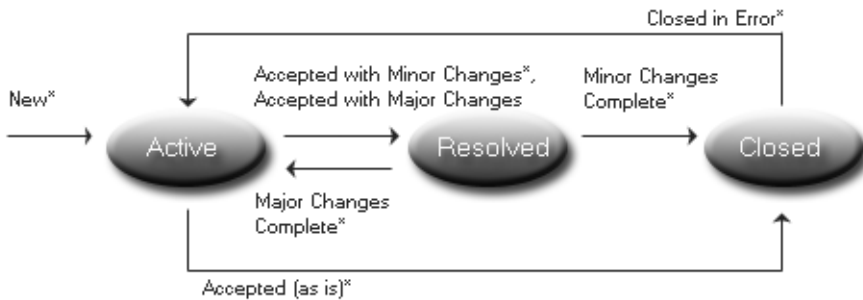 Closed in Error*
New*
Accepted with Minor Changes*,
Accepted with Major Changes
Minor Changes
Complete*
Active
Resolved
Closed
Major Changes
Complete*
Accepted (as is)*